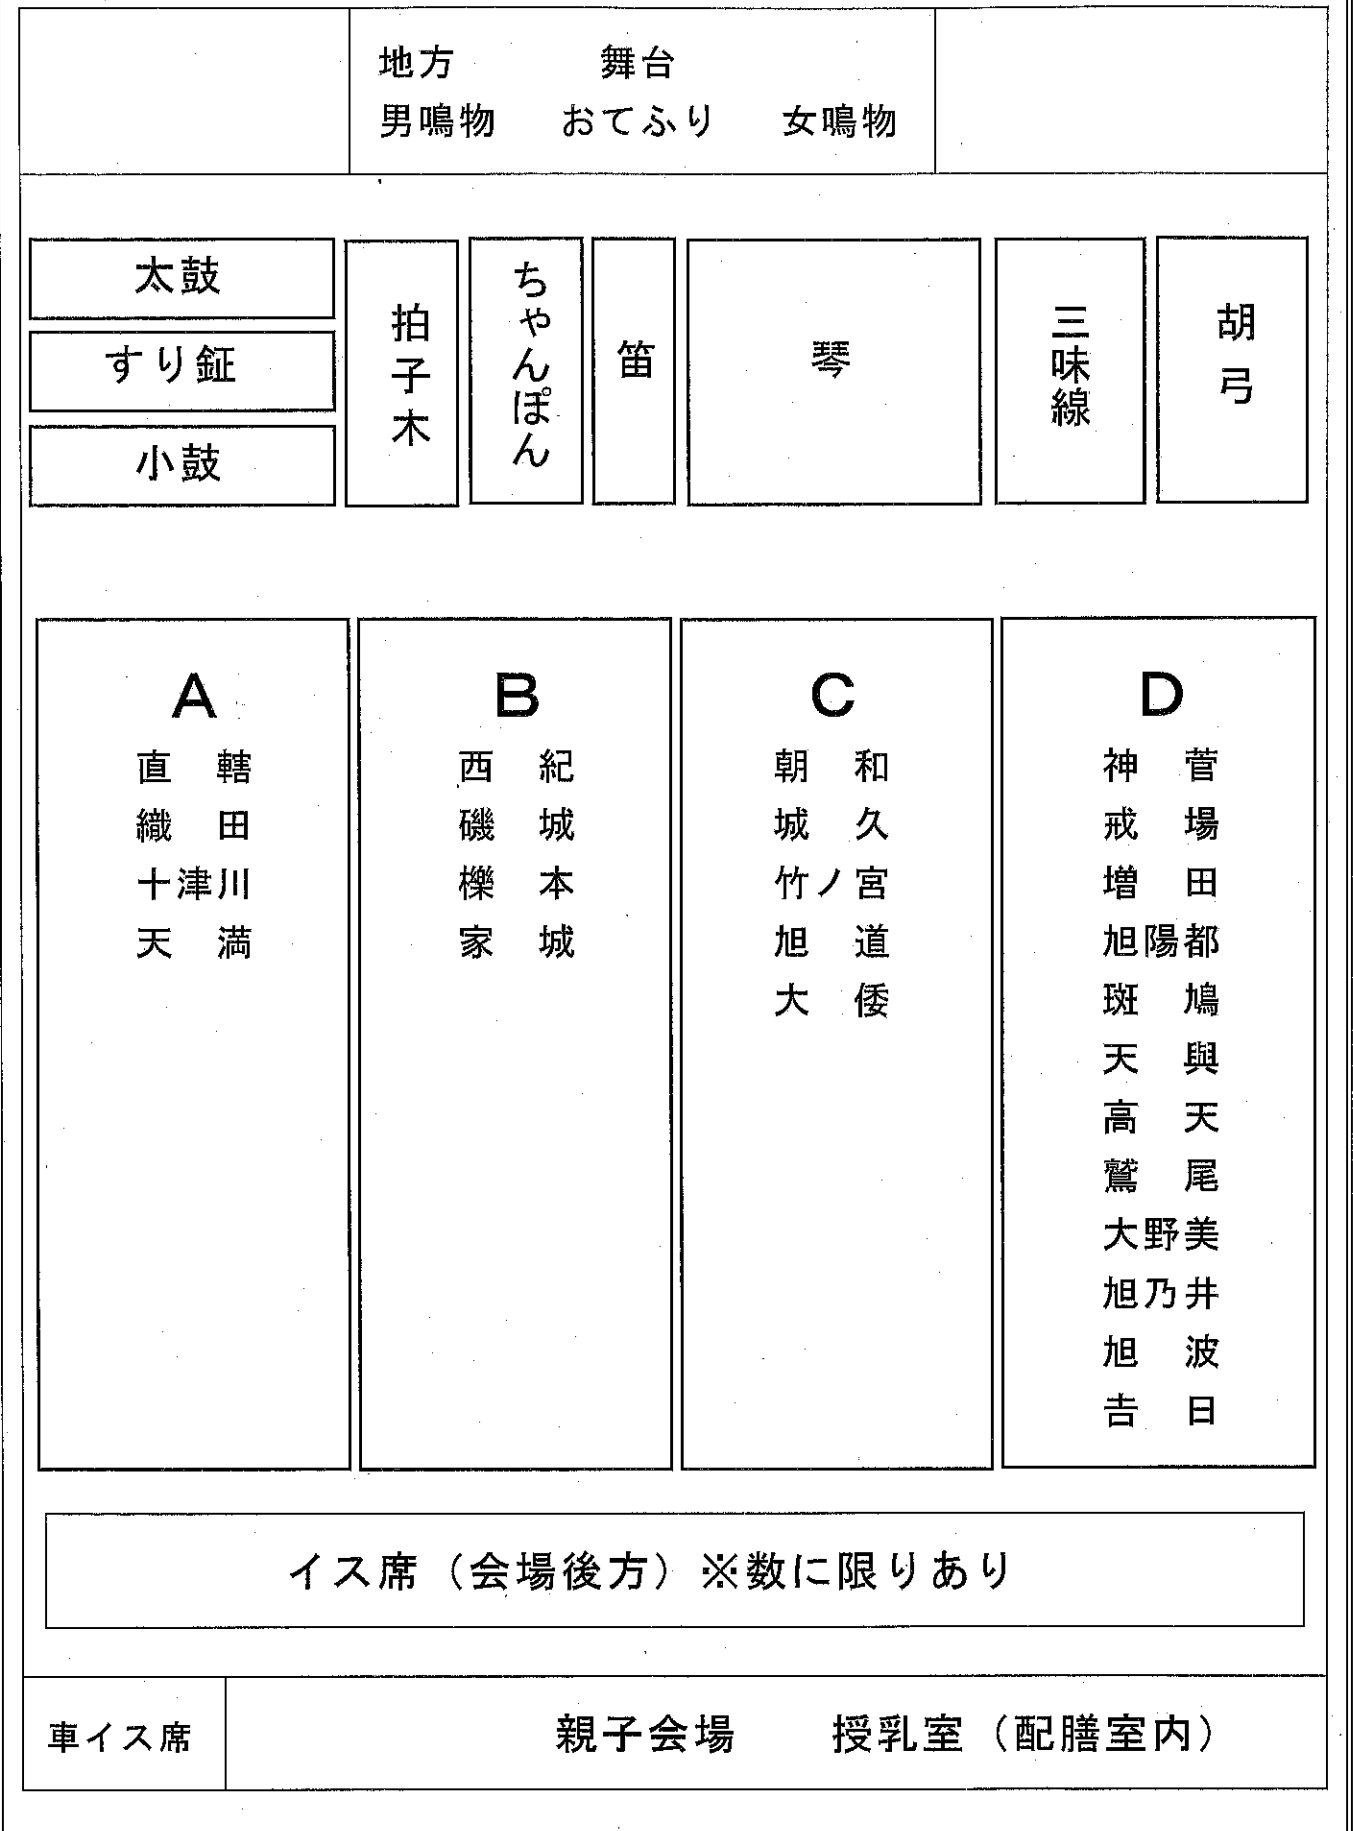 地方 舞台
男鳴物 おてふり 女鳴物
太鼓
すり鉦
小鼓
拍子木
ちゃんぽん
笛
琴
三味線
胡弓
A
直 轄
織 田
十津川
天 満
B
西 紀
磯 城
櫟 本
家 城
C
朝 和
城 久
竹ノ宮
旭 道
大 倭
D
神 菅
戒 場
増 田
旭陽都
斑 鳩
天 與
高 天
鷲 尾
大野美
旭乃井
旭 波
𠮷 日
イス席（会場後方）※数に限りあり
車イス席
親子会場 授乳室（配膳室内）